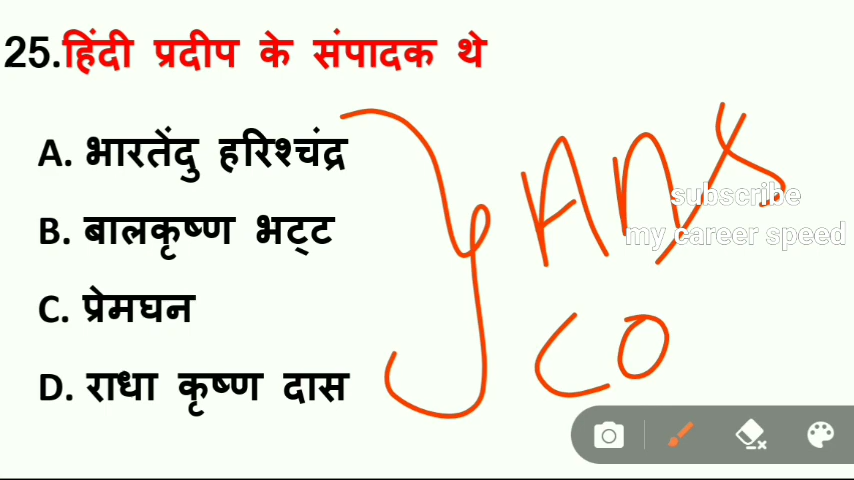 25.हिंदी प्रदीप के संपादक थे
A. भारतेंदु हरिश्चंद्र
B. बालकृष्ण भट्ट
C. प्रेमघन
D. राधा कृष्ण दास
Ans
CO
subscribe
my career speed